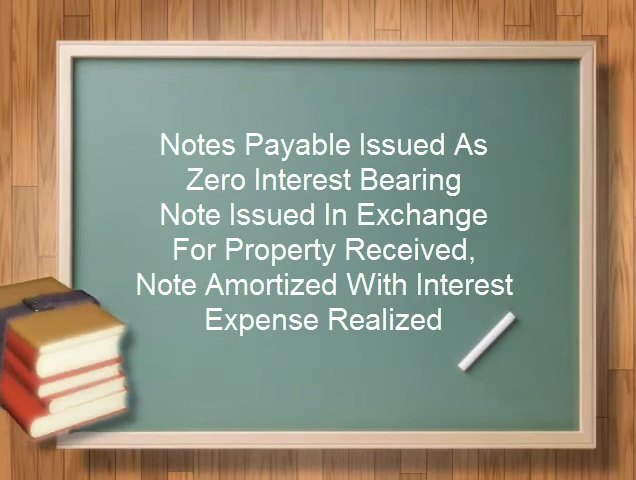 Notes Payable Issued As
Zero Interest Bearing
Note Issued In Exchange
For Property Received,
Note Amortized With Interest
Expense Realized